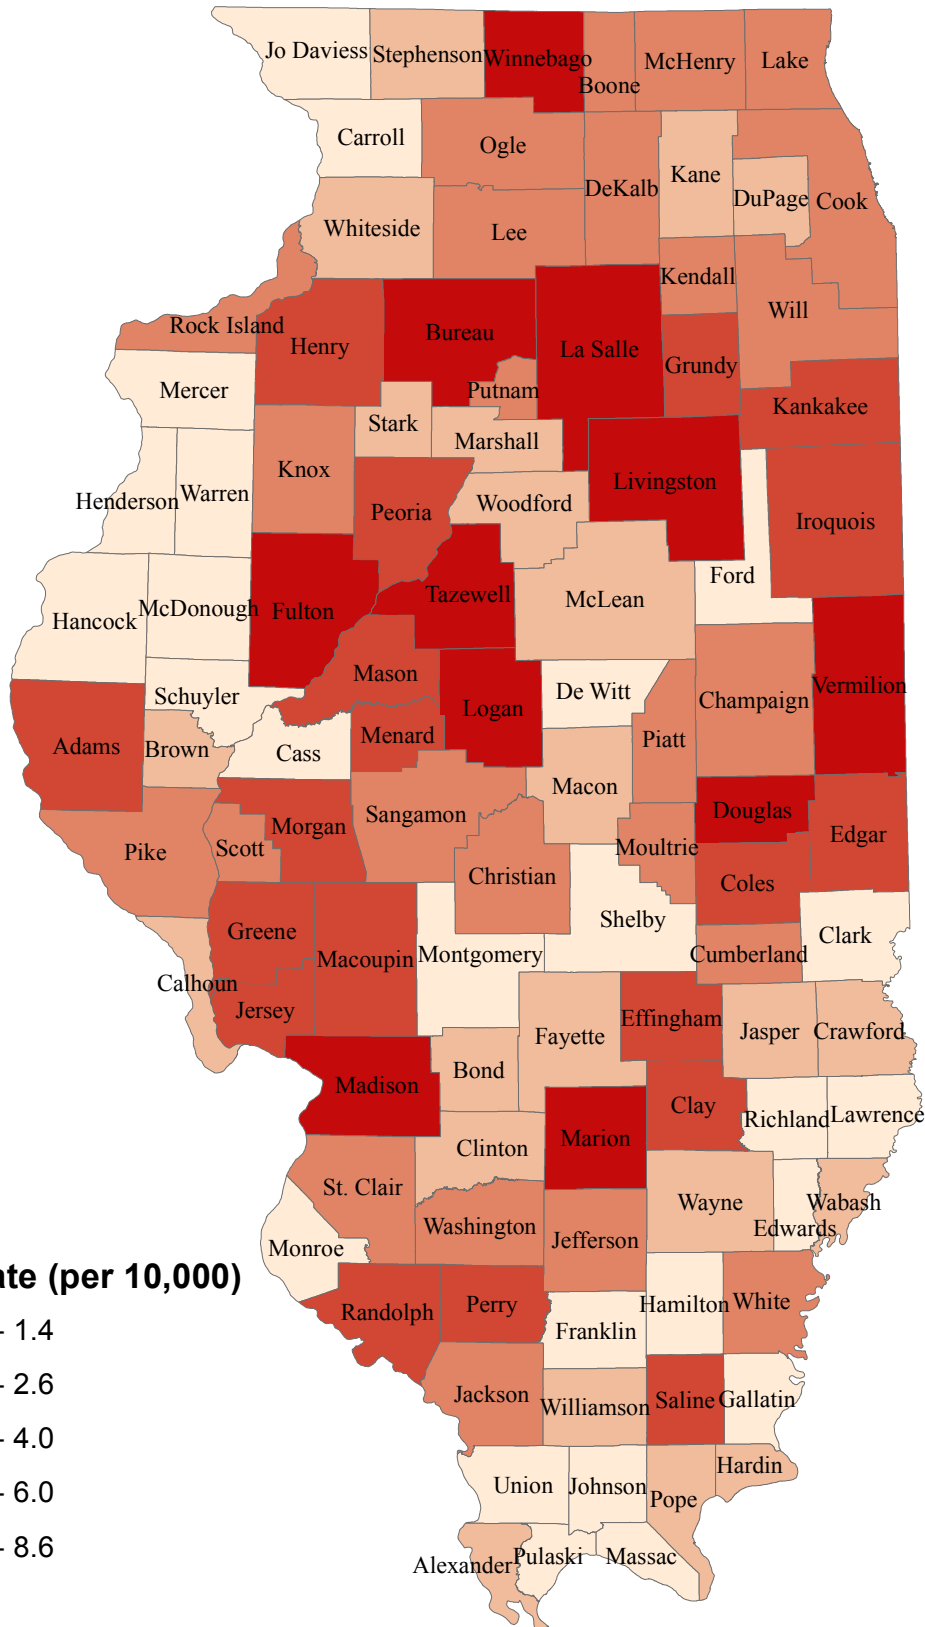 Jo Daviess
Stephenson
Winnebago
Boone
McHenry
Lake
Carroll
Ogle
DeKalb
Kane
DuPage
Cook
Whiteside
Lee
Kendall
Will
Rock Island
Henry
Bureau
La Salle
Grundy
Putnam
Kankakee
Mercer
Stark
Marshall
Knox
Henderson
Warren
Peoria
Woodford
Livingston
Iroquois
Ford
Hancock
McDonough
Fulton
Tazewell
McLean
Schuyler
Mason
Logan
De Witt
Champaign
Vermilion
Adams
Brown
Cass
Menard
Piatt
Macon
Pike
Scott
Morgan
Sangamon
Christian
Moultrie
Douglas
Edgar
Coles
Shelby
Greene
Macoupin
Montgomery
Cumberland
Clark
Calhoun
Jersey
Effingham
Fayette
Jasper
Crawford
Madison
Bond
Clay
Richland
Lawrence
Clinton
Marion
St. Clair
Wayne
Wabash
Edwards
Washington
Jefferson
Monroe
Randolph
Perry
Hamilton
White
Franklin
Jackson
Williamson
Saline
Gallatin
Union
Johnson
Pope
Hardin
Alexander
Pulaski
Massac
ate (per 10,000)
- 1.4
- 2.6
- 4.0
- 6.0
- 8.6